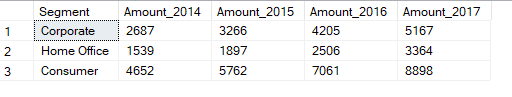 Segment Amount_2014 Amount_2015 Amount_2016 Amount_2017
1 Corporate 2687 3266 4205 5167
2 Home Office 1539 1897 2506 3364
3 Consumer 4652 5762 7061 8898